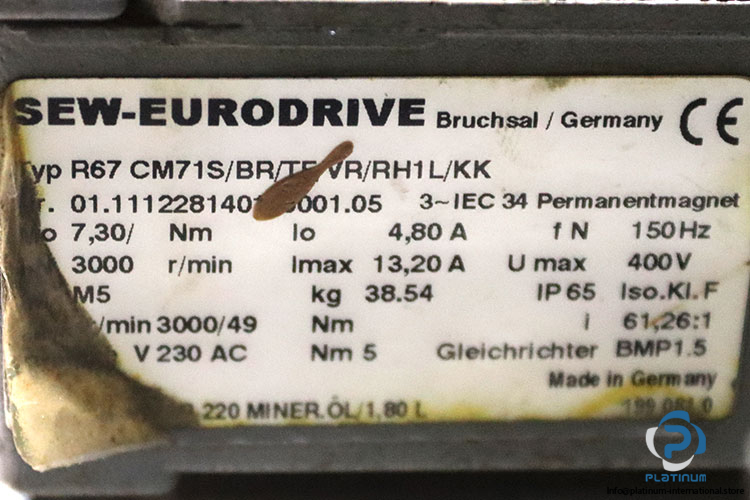 SEW-EURODRIVE Bruchsal / Germany CE
Typ R67 CM71S/BR/TF/VR/RH1L/KK
01.1112281401 0001.05 3~IEC 34 Permanentmagnet
7,30/ Nm Io 4,80 A f N 150 Hz
3000 r/min Imax 13,20 A U max 400 V
M5 kg 38.54 IP 65 Iso.Kl. F
/min 3000/49 Nm i 61,26:1
V 230 AC Nm 5 Gleichrichter BMP1.5
Made in Germany
220 MINER.ÖL/1,80 L
PLATINUM
info@platinum-international.store